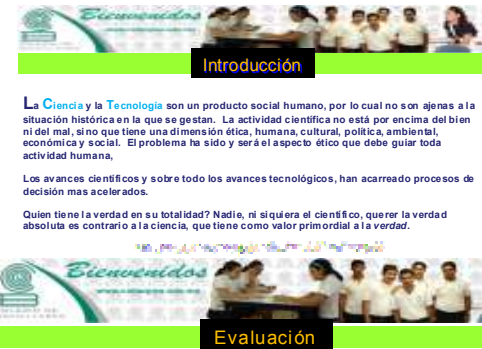 Bienvenidos
Introducción
La Ciencia y la Tecnología son un producto social humano, por lo cual no son ajenas a la
situación histórica en la que se gestan. La actividad científica no está por encima del bien
ni del mal, sino que tiene una dimensión ética, humana, cultural, política, ambiental,
económica y social. El problema ha sido y será el aspecto ético que debe guiar toda
actividad humana,
Los avances científicos y sobre todo los avances tecnológicos, han acarreado procesos de
decisión mas acelerados.
Quien tiene la verdad en su totalidad? Nadie, ni siquiera el científico, querer la verdad
absoluta es contrario a la ciencia, que tiene como valor primordial a la verdad.
Bienvenidos
Evaluación